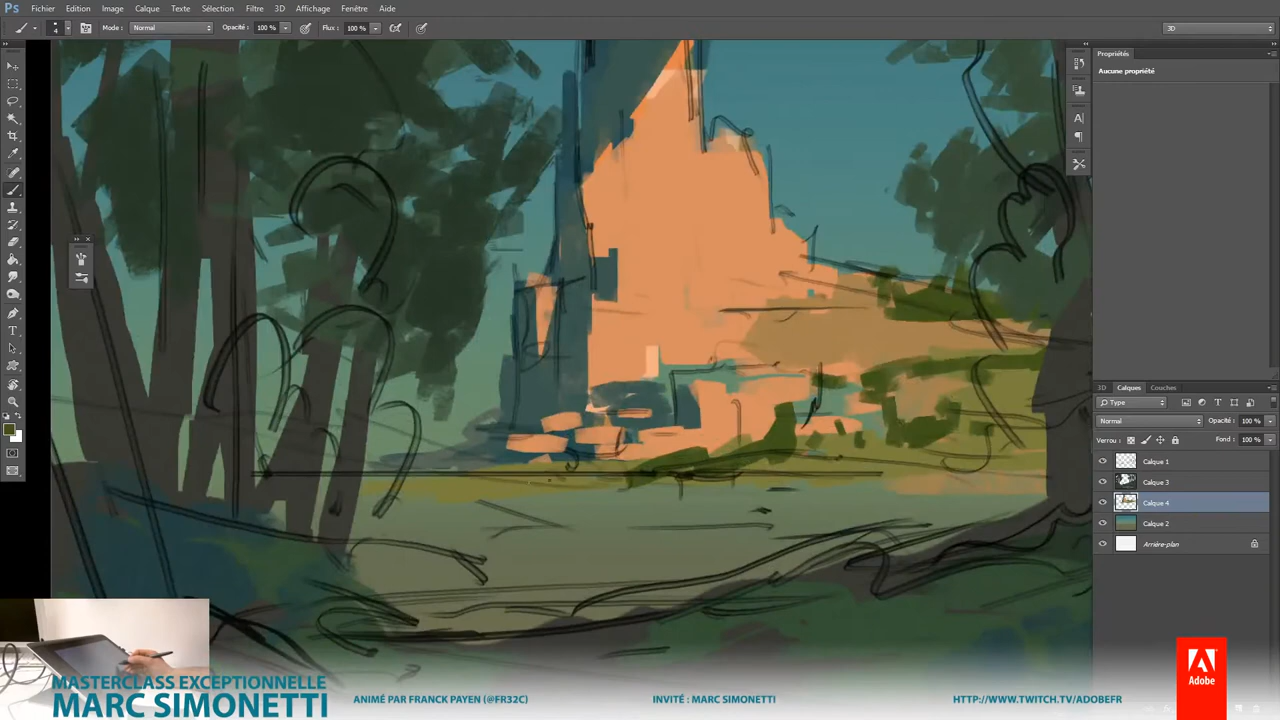 Ps Fichier Edition Image Calque Texte Sélection Filtre 3D Affichage Fenêtre Aide
4 Mode : Normal Opacité : 100 % Flux : 100 % 3D
Propriétés
Aucune propriété
3D Calques Couches
Type
Normal Opacité : 100 %
Verrou : Fond : 100 %
Calque 1
Calque 3
Calque 4
Calque 2
Arrière-plan
MASTERCLASS EXCEPTIONNELLE
MARC SIMONETTI
ANIMÉ PAR FRANCK PAYEN (@FR32C)
INVITÉ : MARC SIMONETTI
HTTP://WWW.TWITCH.TV/ADOBEFR
Adobe